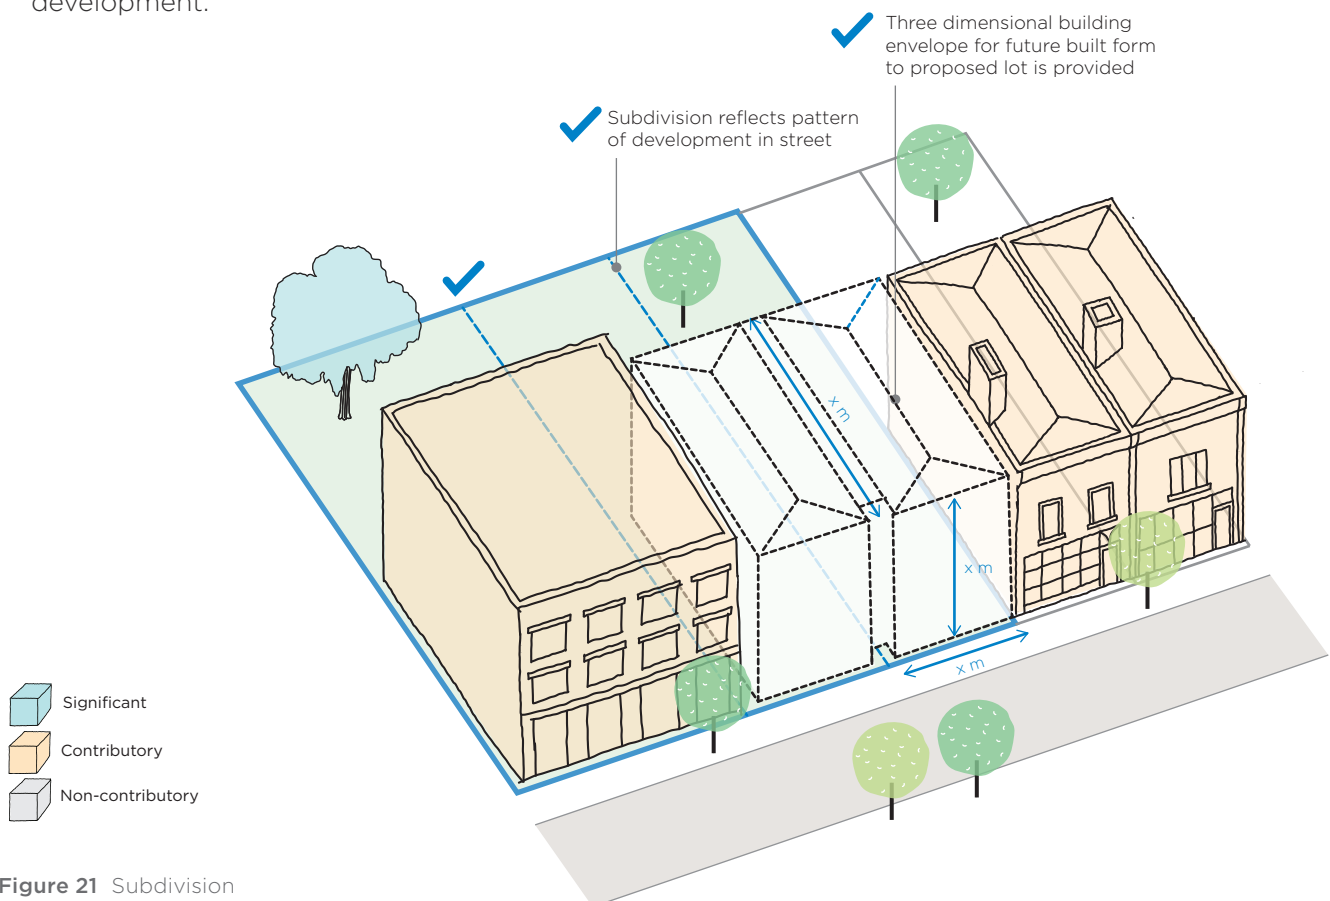 development.
Three dimensional building
envelope for future built form
to proposed lot is provided
Subdivision reflects pattern
of development in street
x m
x m
x m
Significant
Contributory
Non-contributory
Figure 21 Subdivision